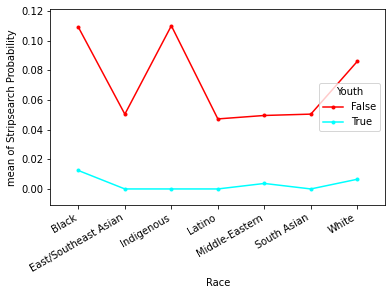 0.12
0.10
0.08
0.06
0.04
0.02
0.00
mean of Stripsearch Probability
Youth
False
True
Black
East/Southeast Asian
Indigenous
Latino
Middle-Eastern
South Asian
White
Race